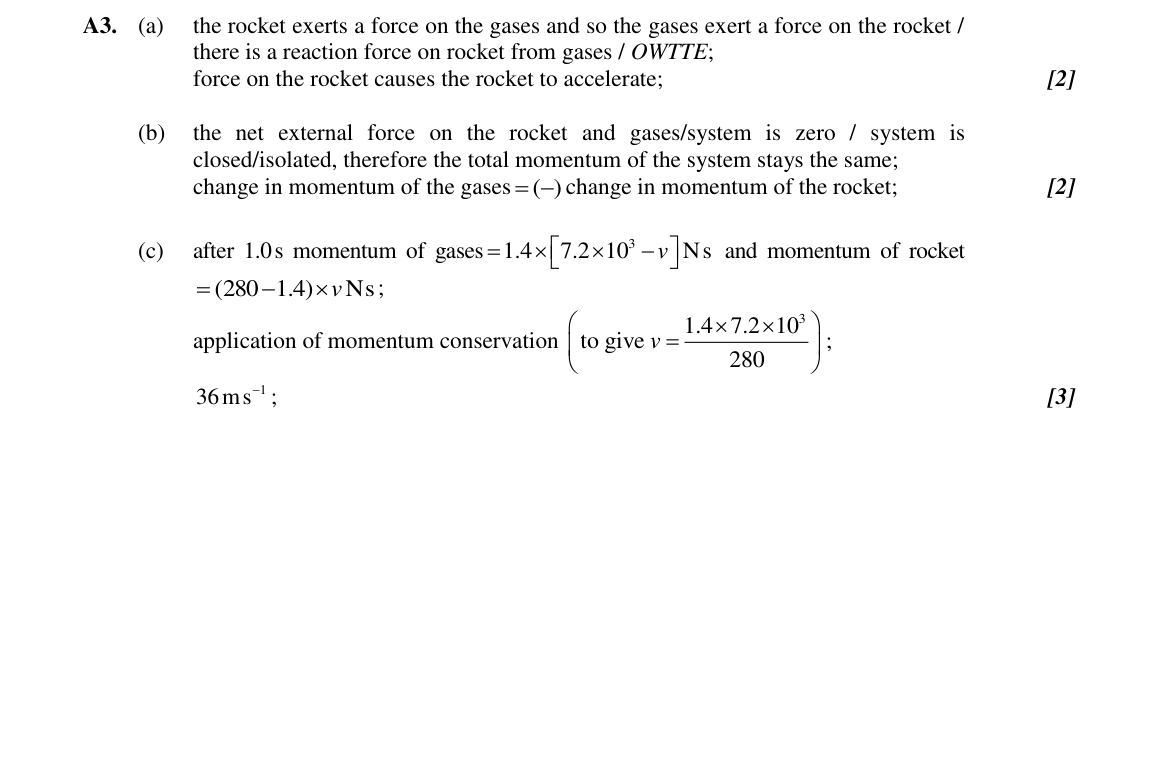 A3. (a) the rocket exerts a force on the gases and so the gases exert a force on the rocket /
there is a reaction force on rocket from gases / OWTTE;
force on the rocket causes the rocket to accelerate; [2]
(b) the net external force on the rocket and gases/system is zero / system is
closed/isolated, therefore the total momentum of the system stays the same;
change in momentum of the gases = (–) change in momentum of the rocket; [2]
(c) after 1.0 s momentum of gases = 1.4 × [7.2 × 10³ – v] N s and momentum of rocket
= (280 – 1.4) × v N s ;
application of momentum conservation (to give v = (1.4 × 7.2 × 10³)/280) ;
36 m s⁻¹ ; [3]